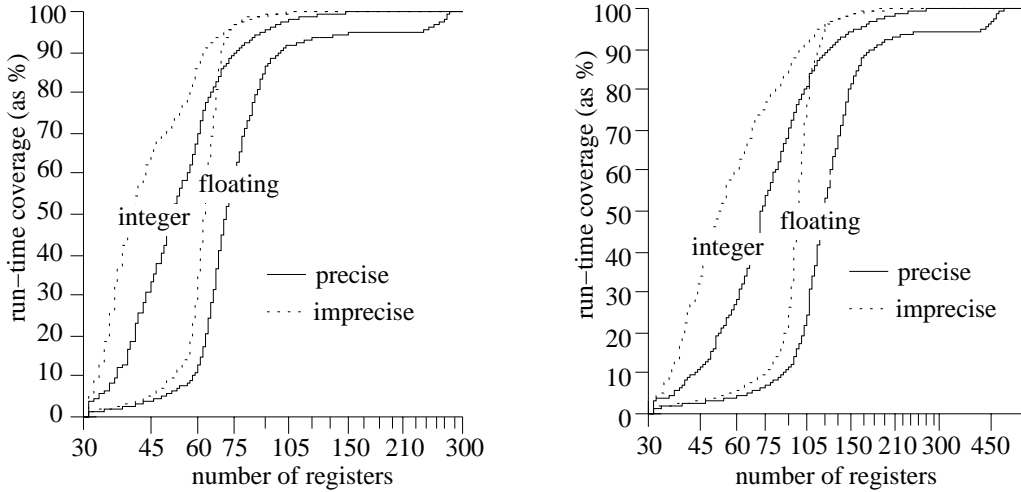 run−time coverage (as %)
100
90
80
70
60
50
40
30
20
10
0
integer
floating
precise
imprecise
30 45 60 75 105 150 210 300
number of registers
run−time coverage (as %)
100
90
80
70
60
50
40
30
20
10
0
integer
floating
precise
imprecise
30 45 60 75 105 150 210 300 450
number of registers